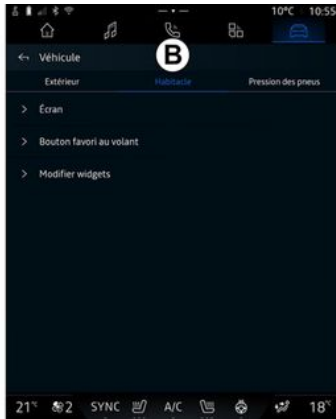 10°C 10:55
Véhicule
B
Extérieur Habitacle Pression des pneus
> Écran
> Bouton favori au volant
> Modifier widgets
21°C 2 SYNC A/C 18°C